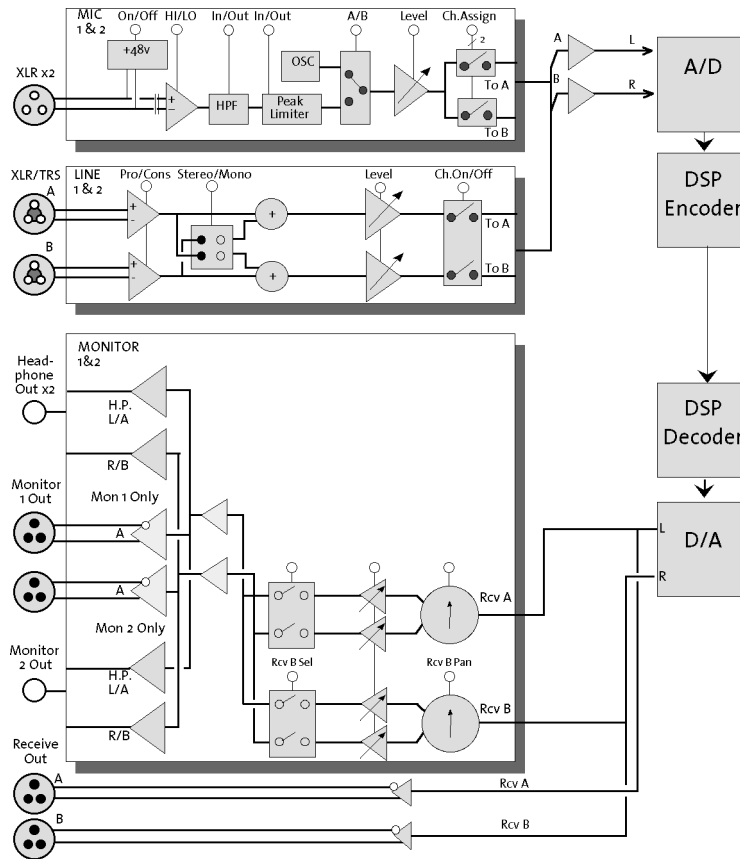 MIC
1 & 2
On/Off
HI/LO
In/Out
In/Out
A/B
Level
Ch.Assign
2
+48v
OSC
XLR x2
+
−
HPF
Peak
Limiter
To A
To B
A
B
L
R
A/D
DSP
Encoder
XLR/TRS
A
B
LINE
1 & 2
Pro/Cons
Stereo/Mono
Level
Ch.On/Off
+
−
+
+
−
+
To A
To B
MONITOR
1&2
Head-
phone
Out x2
H.P.
L/A
R/B
Monitor
1 Out
Mon 1 Only
A
A
Mon 2 Only
Monitor
2 Out
H.P.
L/A
R/B
Rcv A
Rcv B Sel
Rcv B Pan
Rcv B
DSP
Decoder
D/A
L
R
Receive
Out
A
Rcv A
B
Rcv B